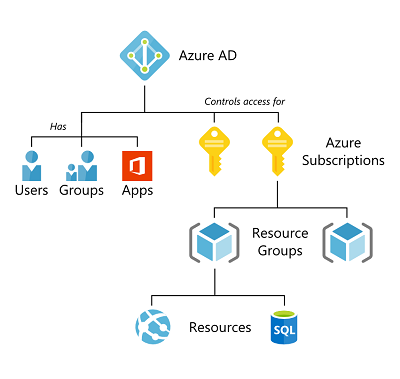 Azure AD
Controls access for
Has
Azure
Subscriptions
Users
Groups
Apps
Resource
Groups
Resources
SQL